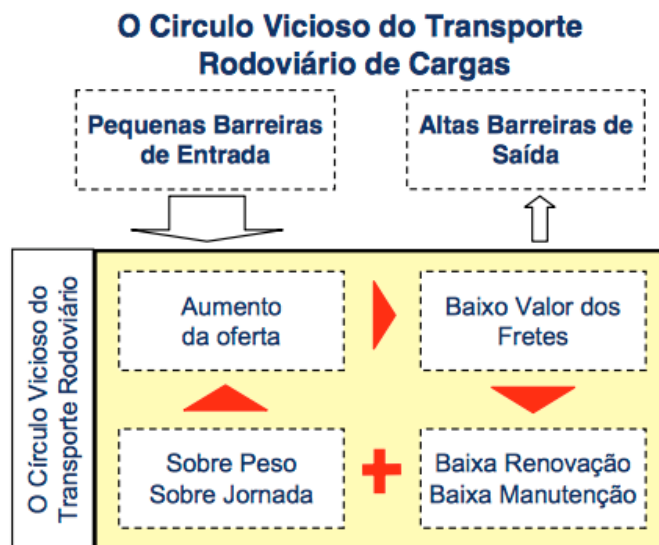 O Circulo Vicioso do Transporte
Rodoviário de Cargas
Pequenas Barreiras
de Entrada
Altas Barreiras de
Saída
O Círculo Vicioso do
Transporte Rodoviário
Aumento
da oferta
Baixo Valor dos
Fretes
Sobre Peso
Sobre Jornada
Baixa Renovação
Baixa Manutenção